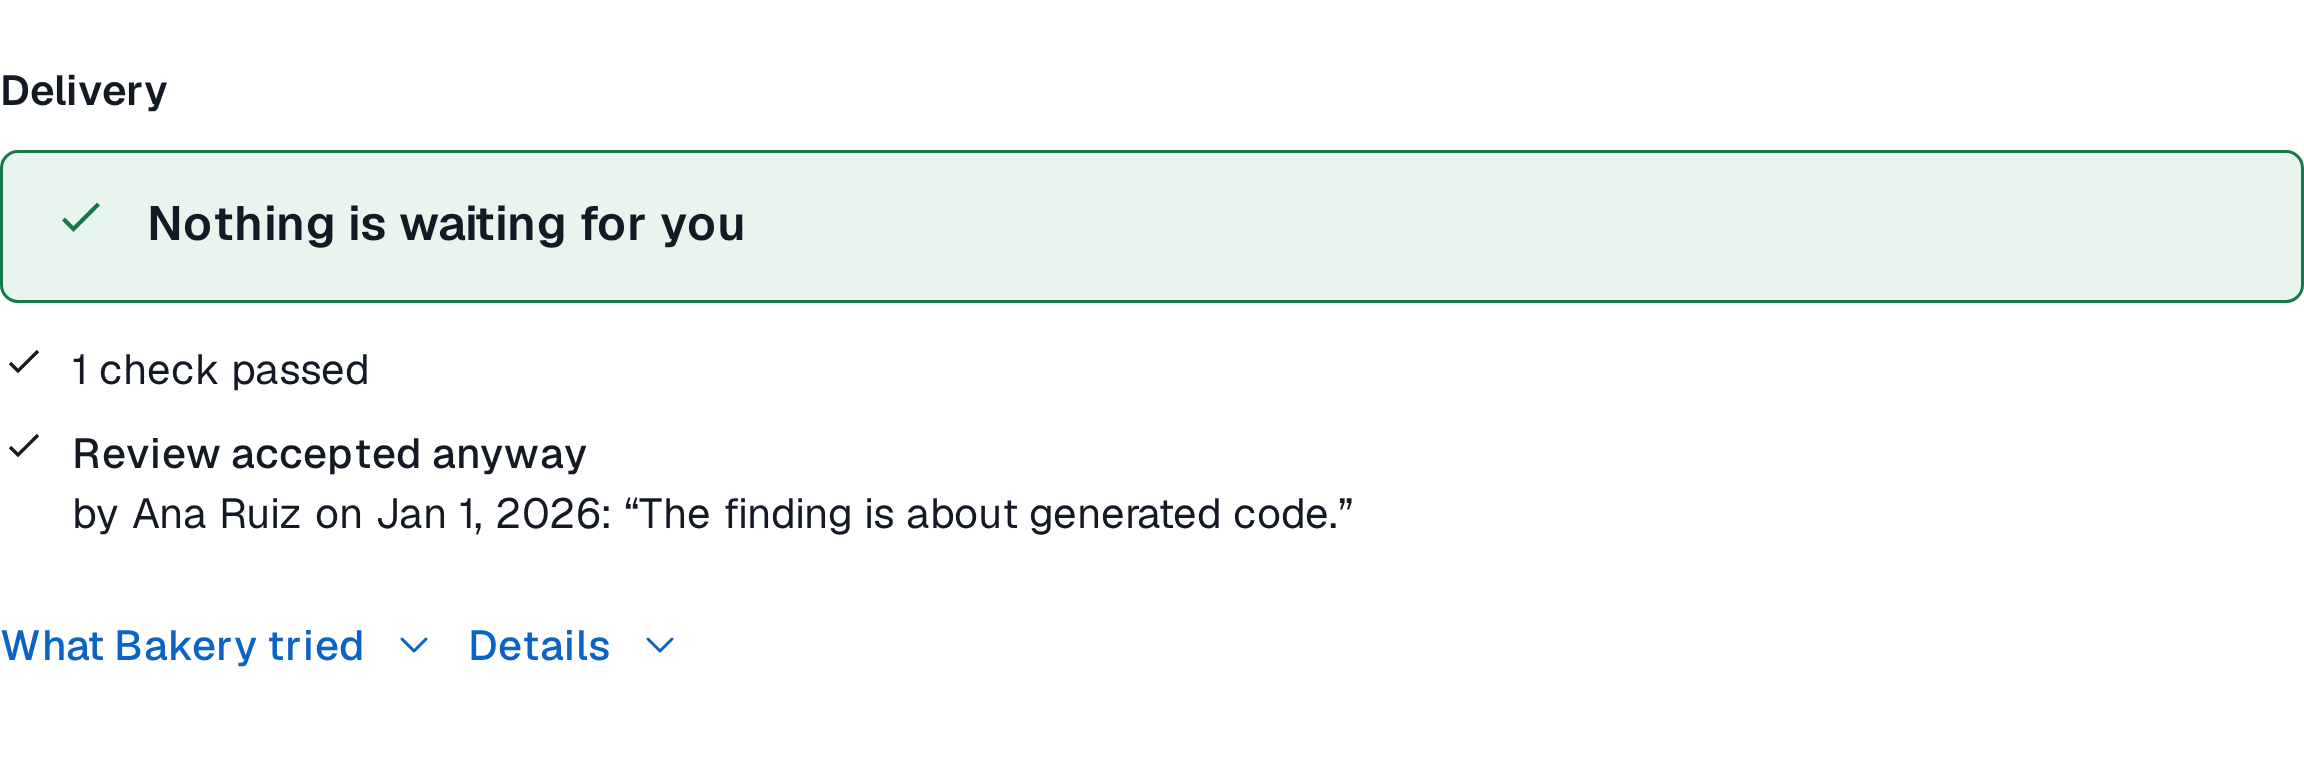 Delivery
Nothing is waiting for you
1 check passed
Review accepted anyway
by Ana Ruiz on Jan 1, 2026: “The finding is about generated code.”
What Bakery tried Details